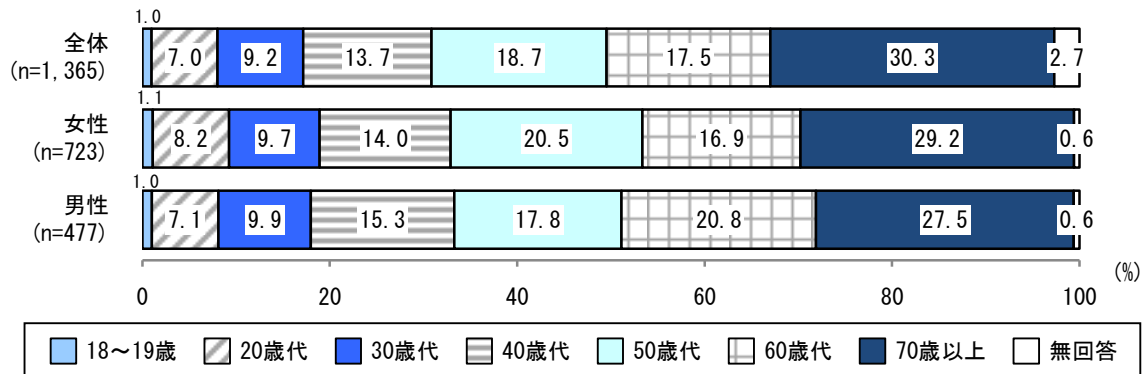 1.0
全体
(n=1,365)
7.0 9.2 13.7 18.7 17.5 30.3 2.7
1.1
女性
(n=723)
8.2 9.7 14.0 20.5 16.9 29.2 0.6
1.0
男性
(n=477)
7.1 9.9 15.3 17.8 20.8 27.5 0.6
(%)
0 20 40 60 80 100
18～19歳 20歳代 30歳代 40歳代 50歳代 60歳代 70歳以上 無回答